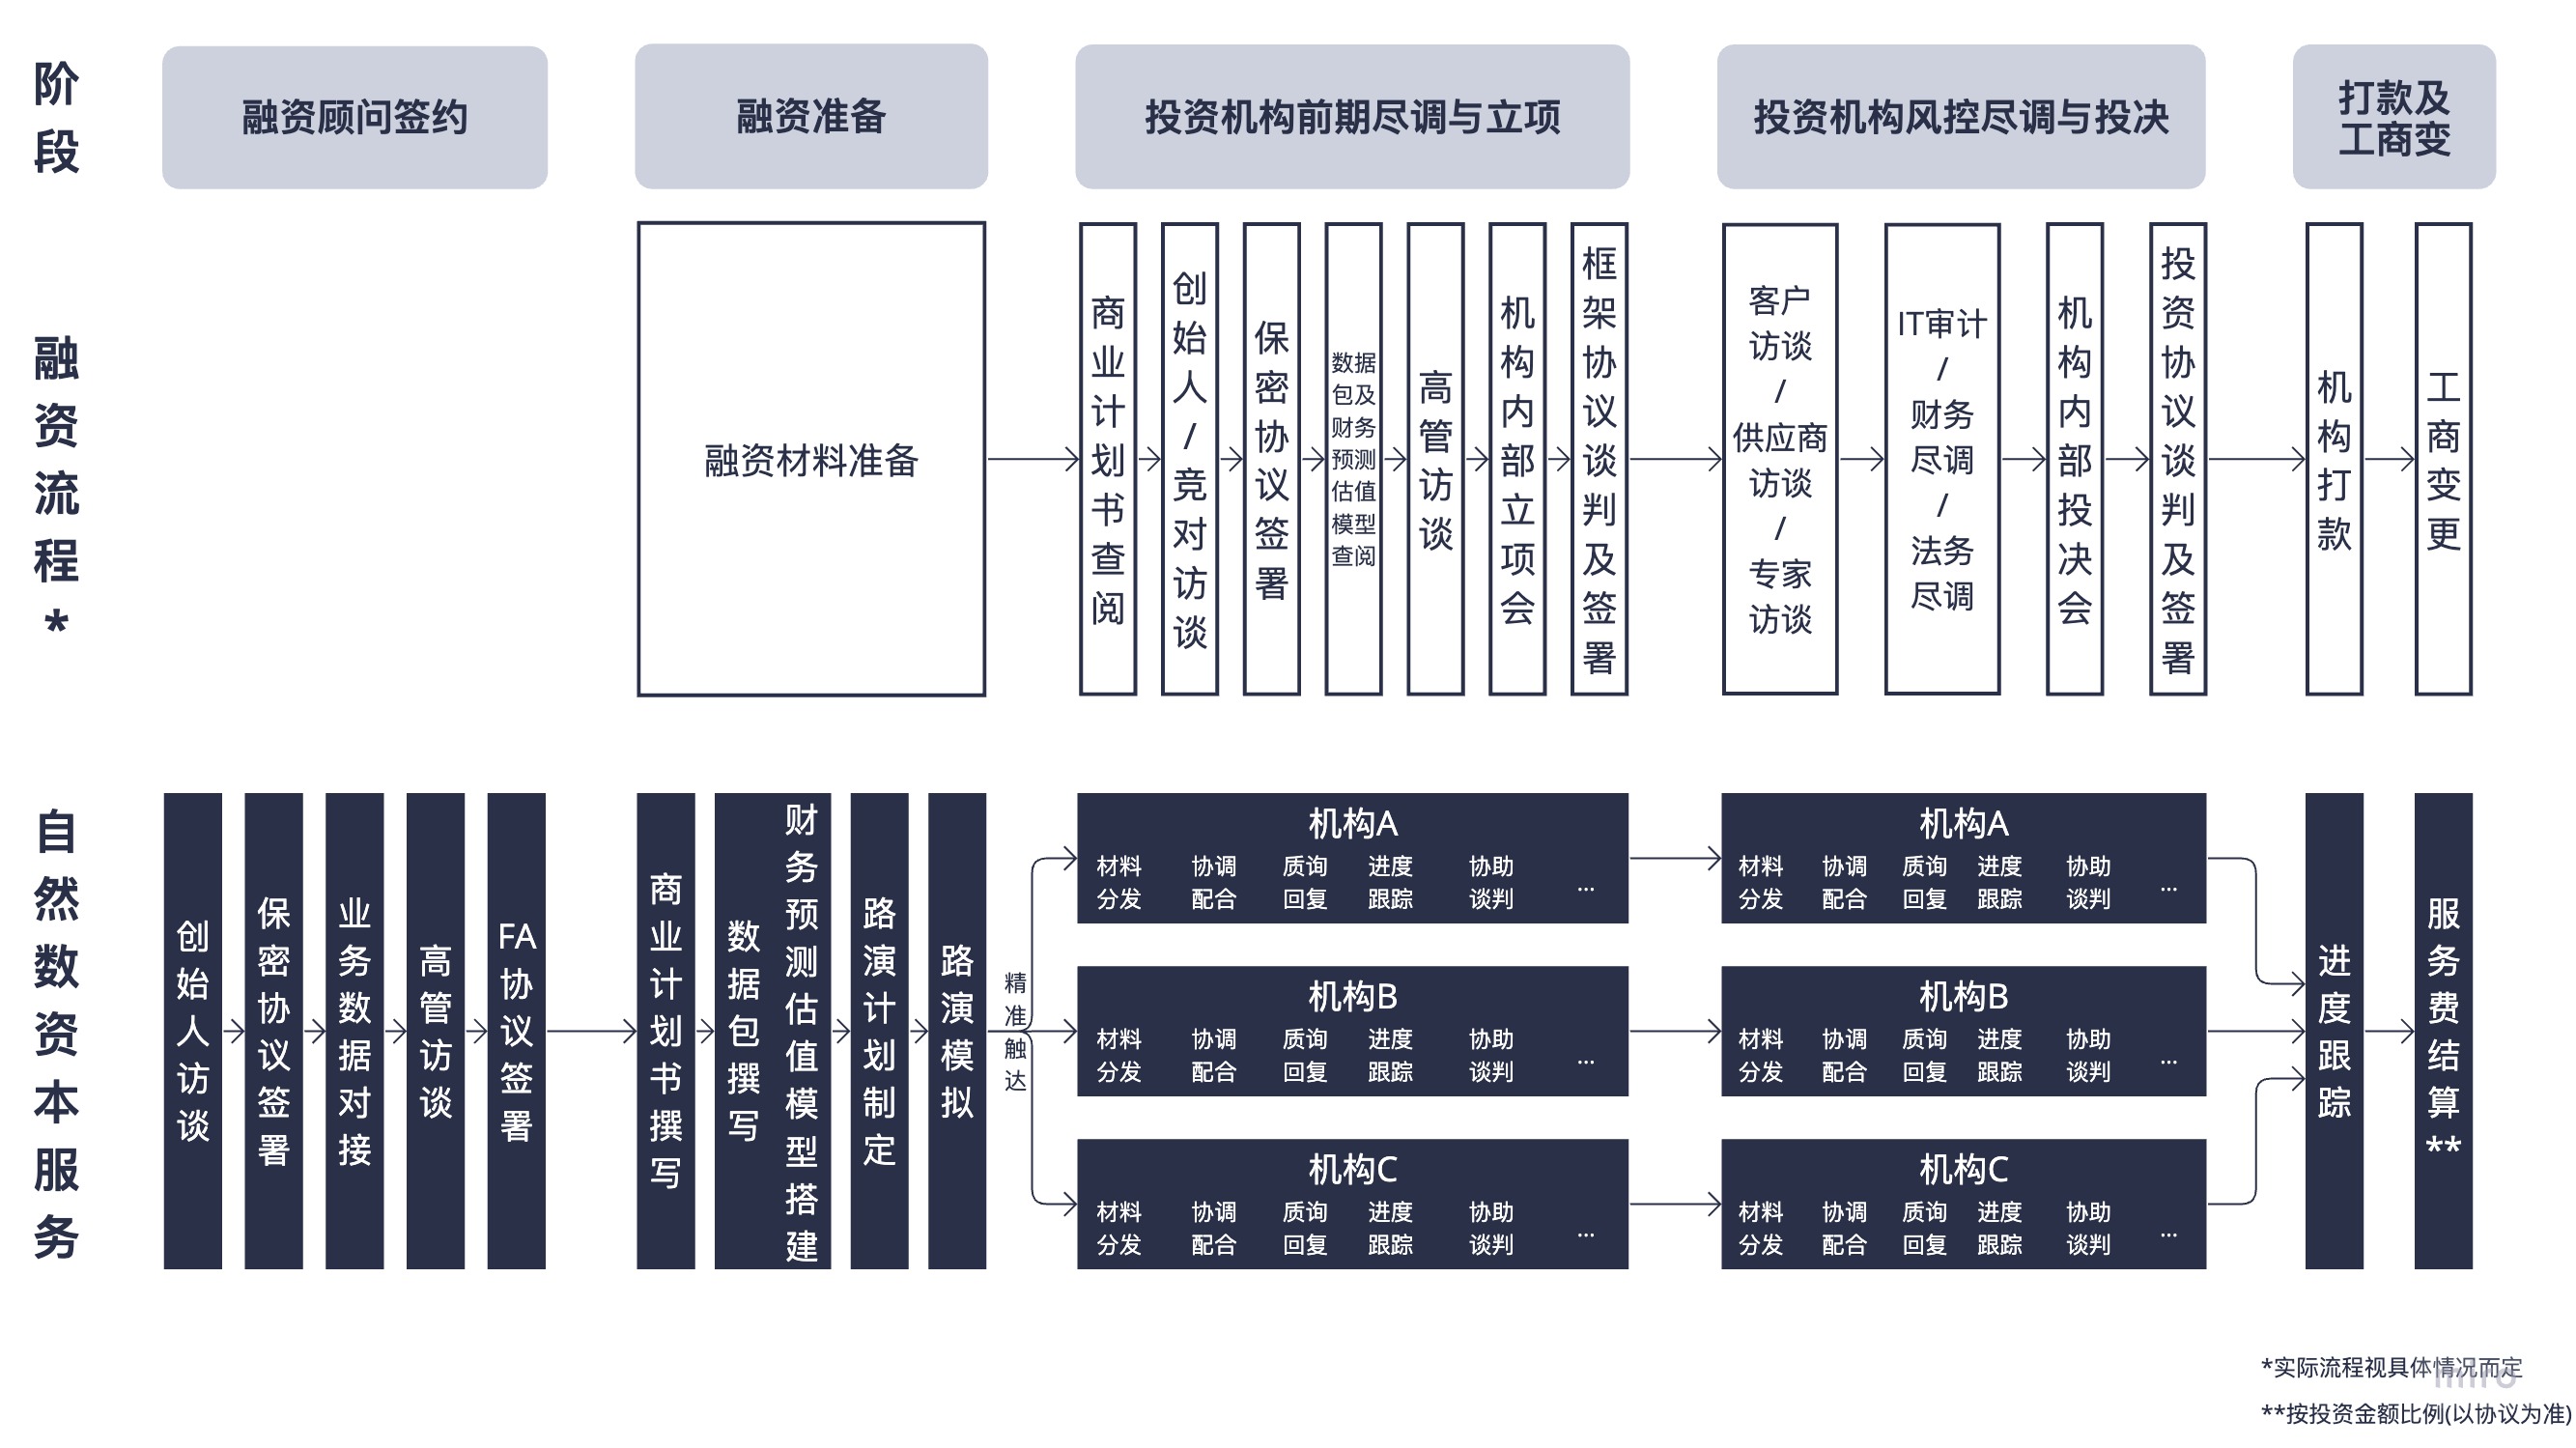 阶段
融资顾问签约
融资准备
投资机构前期尽调与立项
投资机构风控尽调与投决
打款及
工商变
融资流程*
融资材料准备
商业计划书查阅
创始人/竞对访谈
保密协议签署
数据
包及
财务
预测
估值
模型
查阅
高管访谈
机构内部立项会
框架协议谈判及签署
客户
访谈
/
供应商
访谈
/
专家
访谈
IT审计
/
财务
尽调
/
法务
尽调
机构内部投决会
投资协议谈判及签署
机构打款
工商变更
自然数资本服务
创始人访谈
保密协议签署
业务数据对接
高管访谈
FA协议签署
商业计划书撰写
数据包撰写
财务预测估值模型搭建
路演计划制定
路演模拟
精准触达
机构A
材料 协调 质询 进度 协助
分发 配合 回复 跟踪 谈判 ...
机构A
材料 协调 质询 进度 协助
分发 配合 回复 跟踪 谈判 ...
机构B
材料 协调 质询 进度 协助
分发 配合 回复 跟踪 谈判 ...
机构B
材料 协调 质询 进度 协助
分发 配合 回复 跟踪 谈判 ...
机构C
材料 协调 质询 进度 协助
分发 配合 回复 跟踪 谈判 ...
机构C
材料 协调 质询 进度 协助
分发 配合 回复 跟踪 谈判 ...
进度跟踪
服务费结算**
*实际流程视具体情况而定
miro
**按投资金额比例(以协议为准)